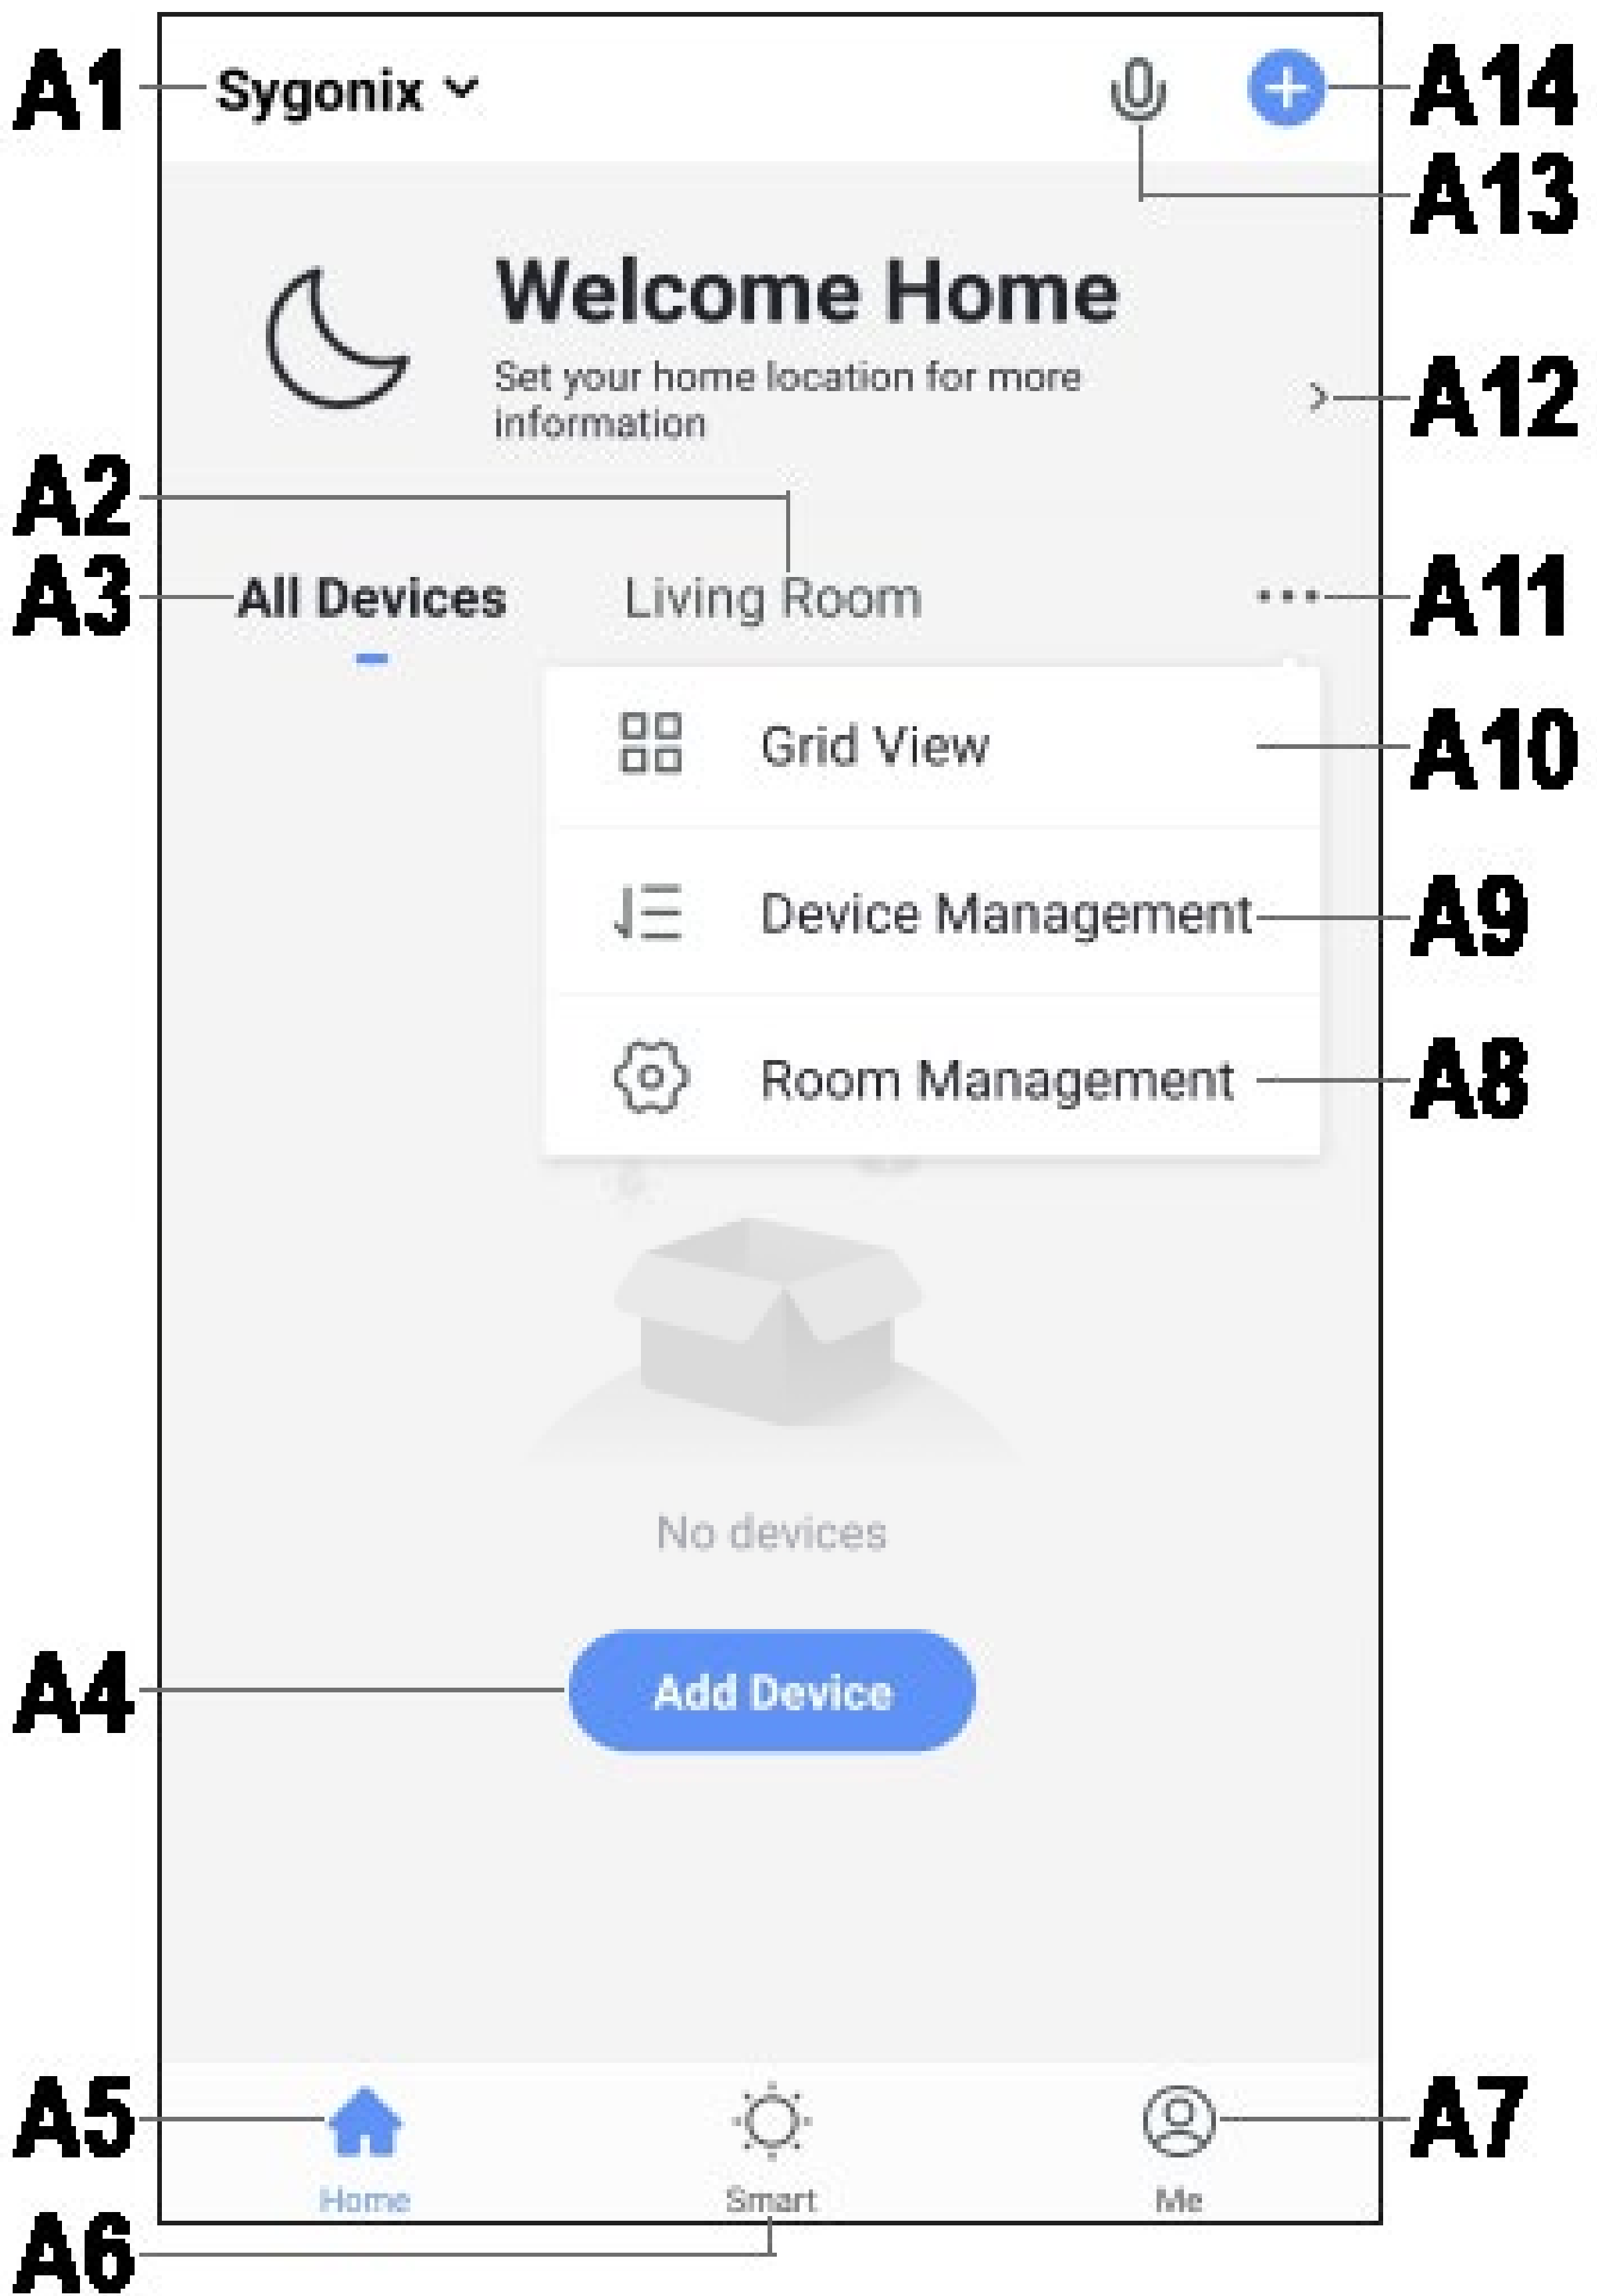 A1 Sygonix A14
A13
Welcome Home
Set your home location for more
information
A12
A2
A3 All Devices Living Room ... A11
Grid View A10
Device Management A9
Room Management A8
No devices
A4 Add Device
A5 A7
Home Smart Me
A6